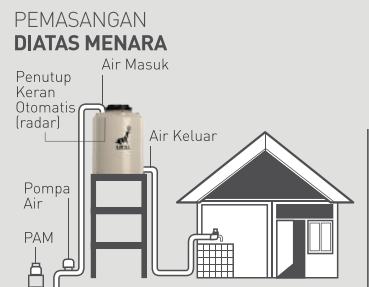 PEMASANGAN
DIATAS MENARA
Air Masuk
Penutup
Keran
Otomatis
(radar)
Air Keluar
Pompa
Air
PAM